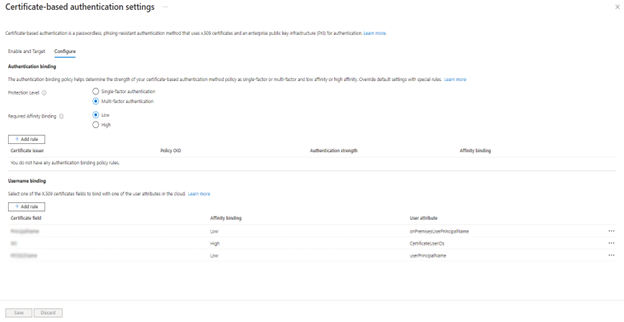 Certificate-based authentication settings ...
Certificate-based authentication is a passwordless, phishing-resistant authentication method that uses x.509 certificates and an enterprise public key infrastructure (PKI) for authentication. Learn more.
Enable and Target Configure
Authentication binding
The authentication binding policy helps determine the strength of your certificate-based authentication method policy as single-factor or multi-factor and low affinity or high affinity. Override default settings with special rules. Learn more
Protection Level Single-factor authentication
Multi-factor authentication
Required Affinity Binding Low
High
+ Add rule
Certificate issuer Policy OID Authentication strength Affinity binding
You do not have any authentication binding policy rules.
Username binding
Select one of the X.509 certificates fields to bind with one of the user attributes in the cloud. Learn more
+ Add rule
Certificate field Affinity binding User attribute
Low onPremisesUserPrincipalName
High CertificateUserIDs
Low userPrincipalName
Save Discard